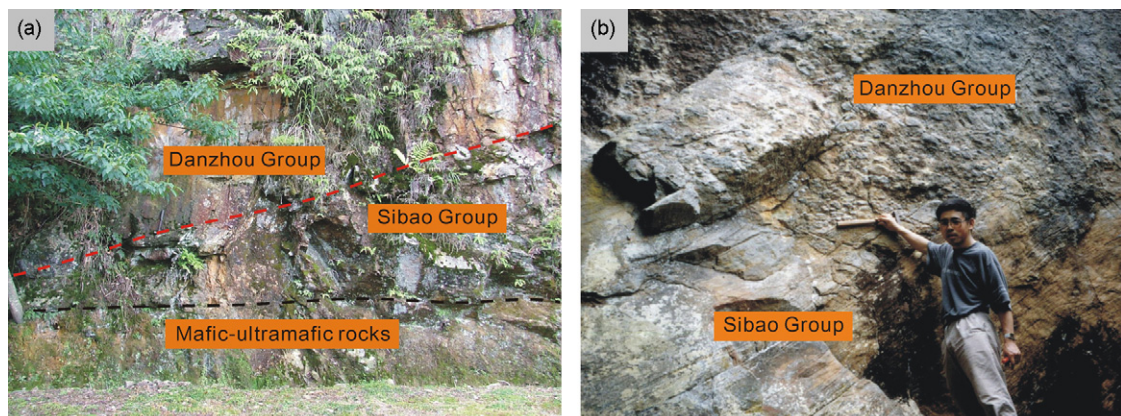 (a)
Danzhou Group
Sibao Group
Mafic-ultramafic rocks
(b)
Danzhou Group
Sibao Group